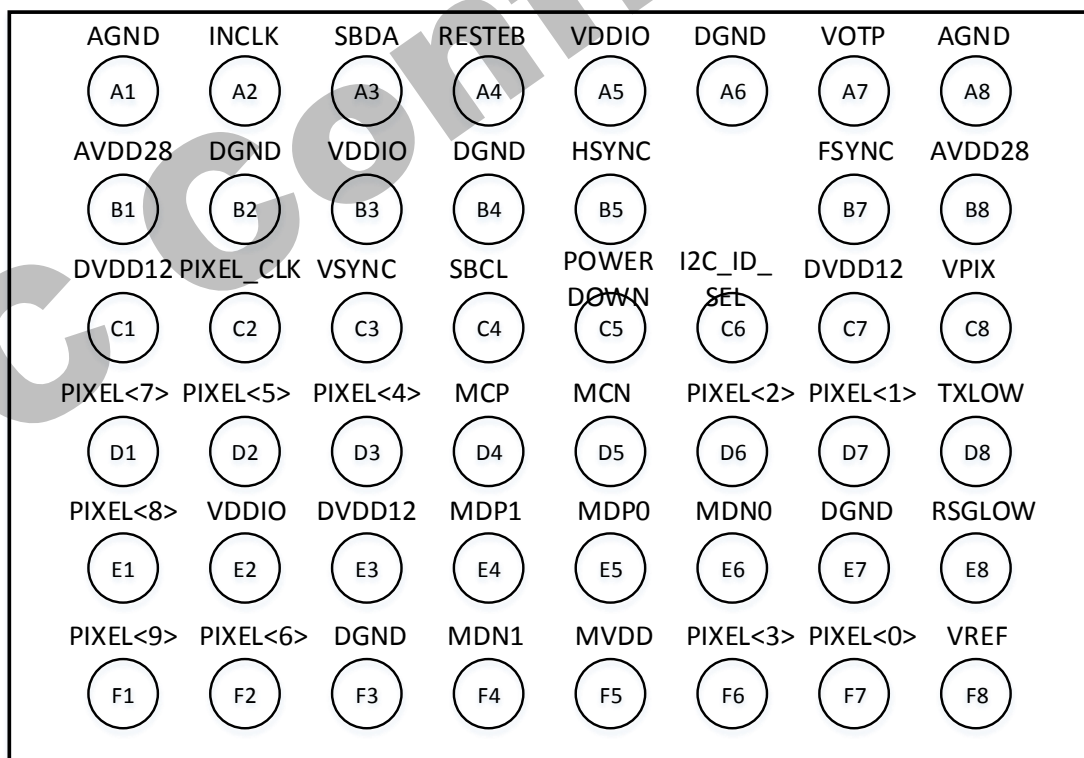 AGND INCLK SBDA RESTEB VDDIO DGND VOTP AGND
A1 A2 A3 A4 A5 A6 A7 A8
AVDD28 DGND VDDIO DGND HSYNC FSYNC AVDD28
B1 B2 B3 B4 B5 B7 B8
DVDD12 PIXEL_CLK VSYNC SBCL POWER DOWN I2C_ID_ SEL DVDD12 VPIX
C1 C2 C3 C4 C5 C6 C7 C8
PIXEL<7> PIXEL<5> PIXEL<4> MCP MCN PIXEL<2> PIXEL<1> TXLOW
D1 D2 D3 D4 D5 D6 D7 D8
PIXEL<8> VDDIO DVDD12 MDP1 MDP0 MDN0 DGND RSGLOW
E1 E2 E3 E4 E5 E6 E7 E8
PIXEL<9> PIXEL<6> DGND MDN1 MVDD PIXEL<3> PIXEL<0> VREF
F1 F2 F3 F4 F5 F6 F7 F8